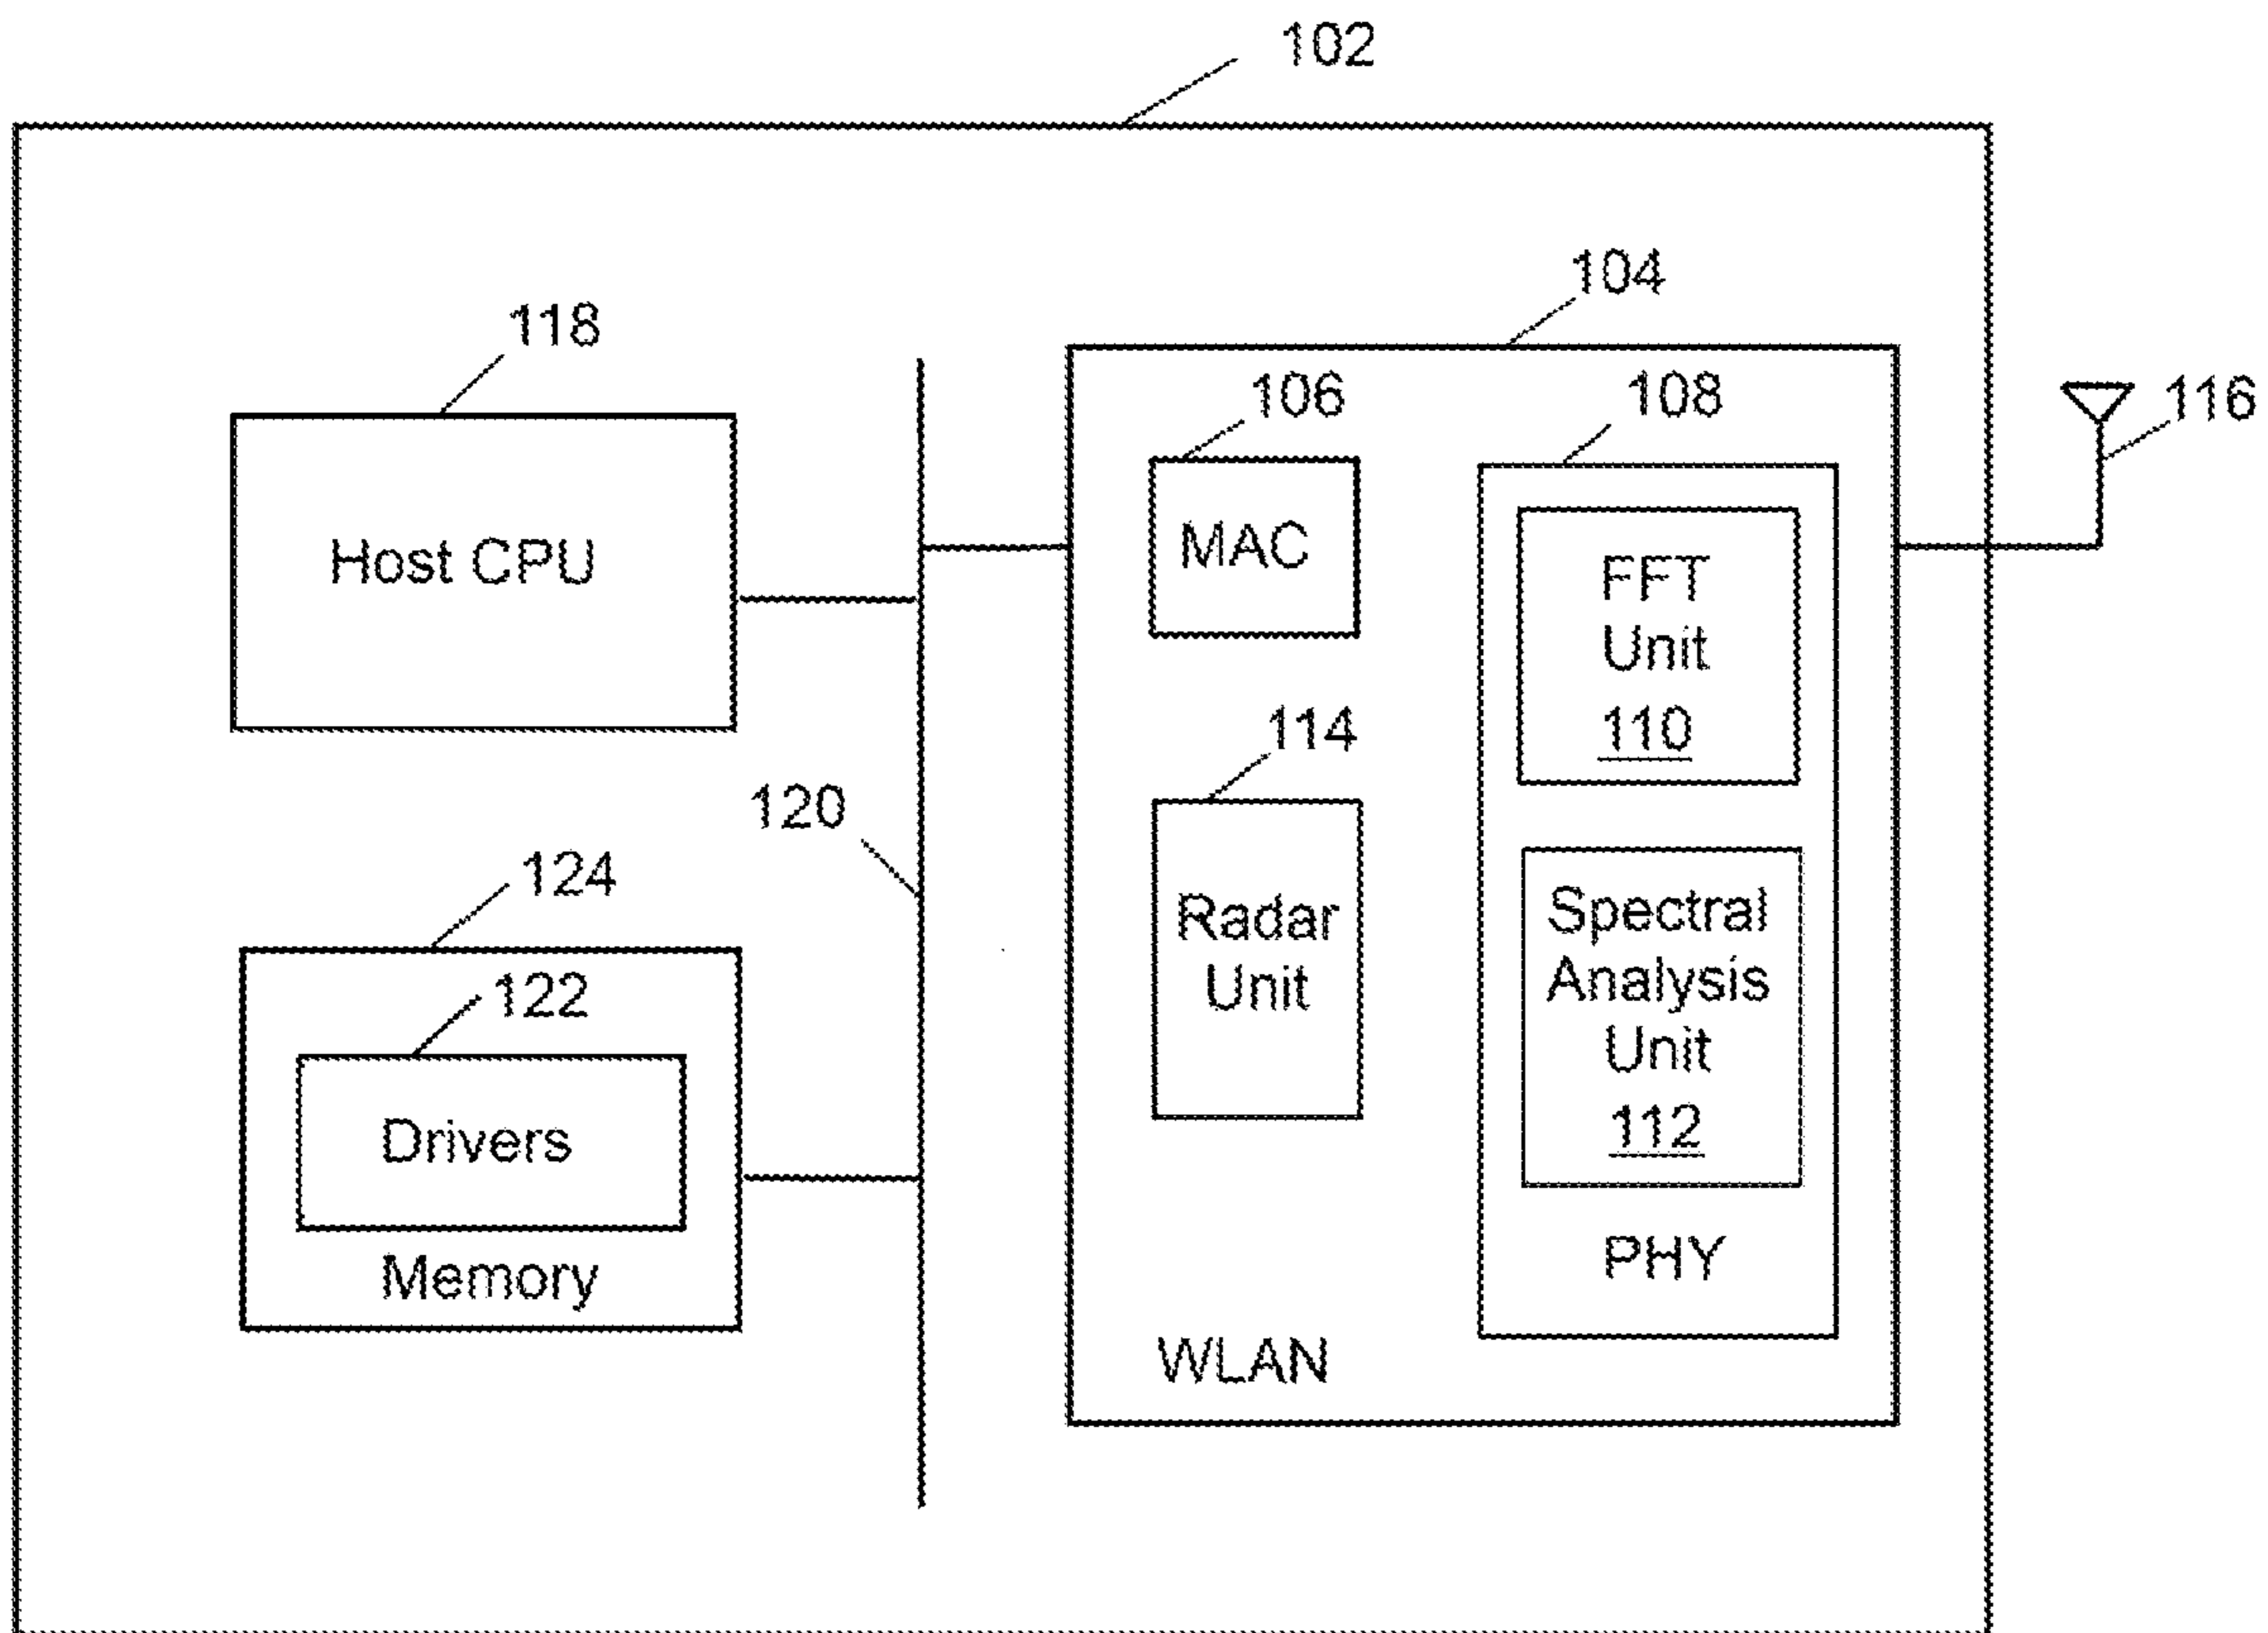 102
104
118
106
108
116
MAC
Host CPU
FFT
Unit
110
114
120
Radar
Unit
Spectral
Analysis
Unit
112
124
122
Drivers
Memory
PHY
WLAN